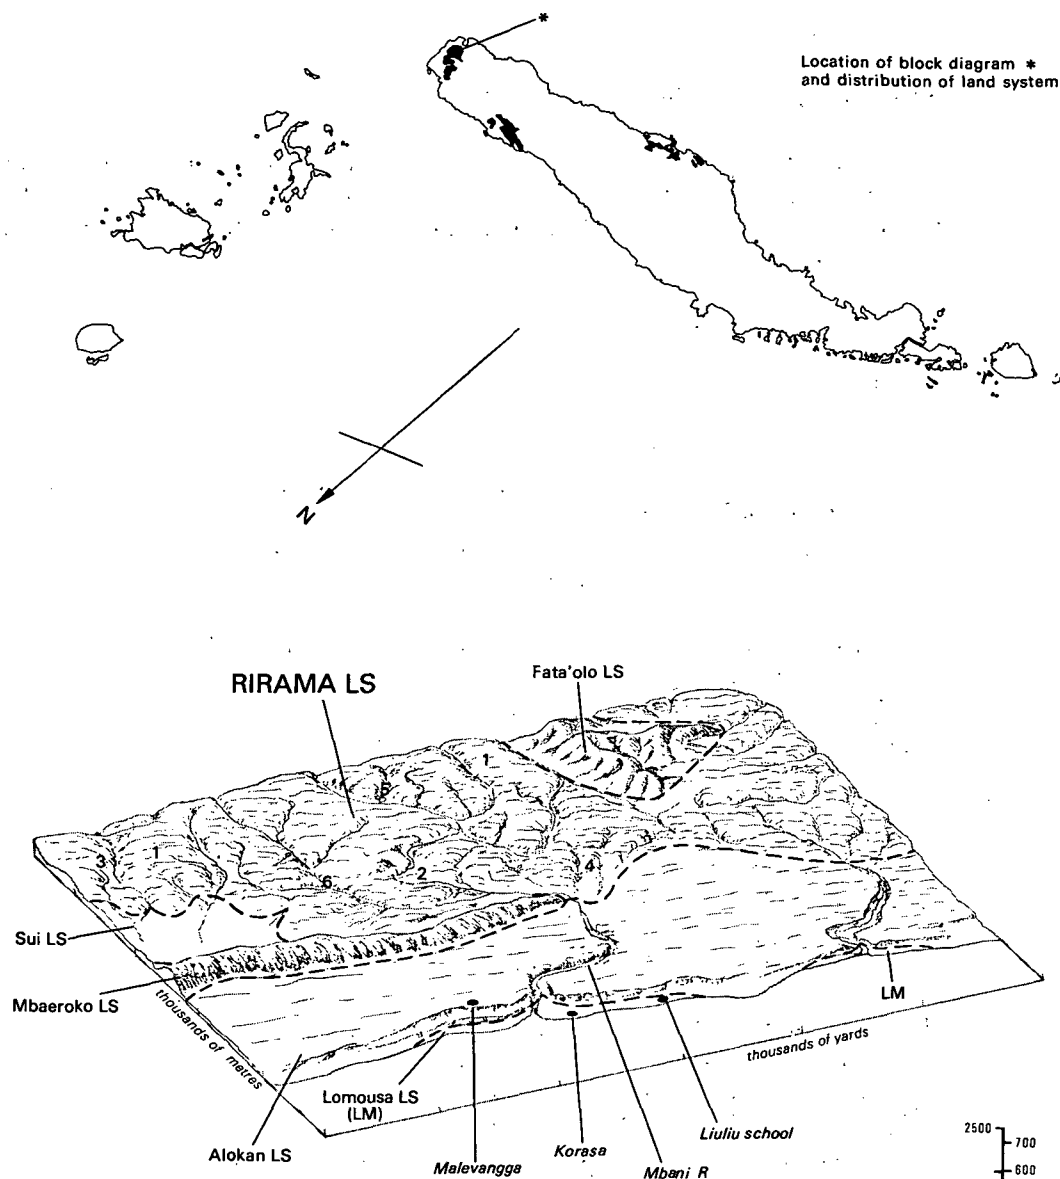 *
Location of block diagram *
and distribution of land system
N
RIRAMA LS
Fata'olo LS
1
5
3
1
2
4
6
Sui LS
Mbaeroko LS
thousands of metres
LM
thousands of yards
Lomousa LS
(LM)
Alokan LS
Malevangga
Korasa
Mbani R
Liuliu school
2500
700
600